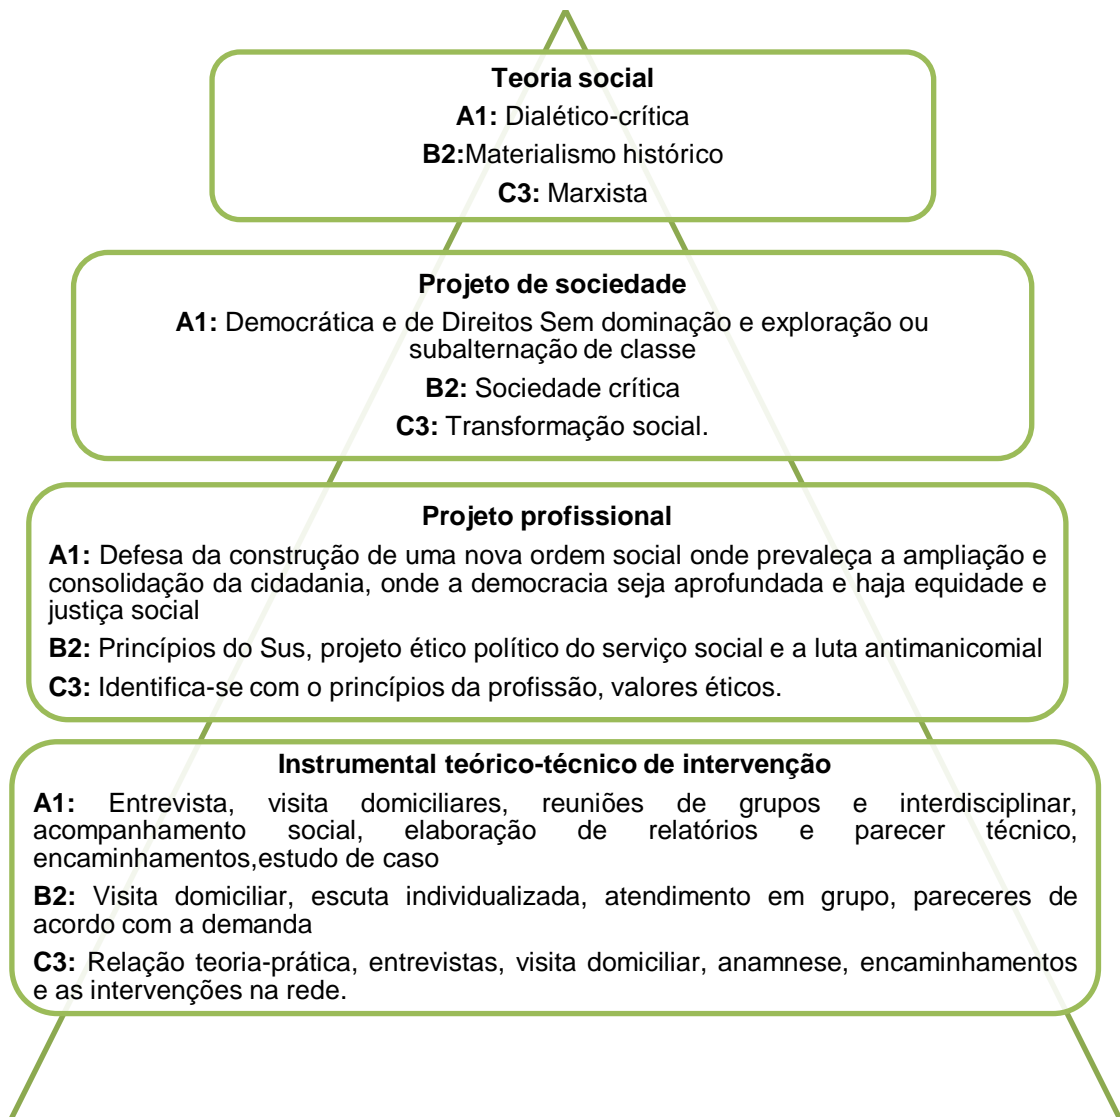 Teoria social
A1: Dialético-crítica
B2:Materialismo histórico
C3: Marxista
Projeto de sociedade
A1: Democrática e de Direitos Sem dominação e exploração ou
subalternação de classe
B2: Sociedade crítica
C3: Transformação social.
Projeto profissional
A1: Defesa da construção de uma nova ordem social onde prevaleça a ampliação e
consolidação da cidadania, onde a democracia seja aprofundada e haja equidade e
justiça social
B2: Princípios do Sus, projeto ético político do serviço social e a luta antimanicomial
C3: Identifica-se com o princípios da profissão, valores éticos.
Instrumental teórico-técnico de intervenção
A1: Entrevista, visita domiciliares, reuniões de grupos e interdisciplinar,
acompanhamento social, elaboração de relatórios e parecer técnico,
encaminhamentos,estudo de caso
B2: Visita domiciliar, escuta individualizada, atendimento em grupo, pareceres de
acordo com a demanda
C3: Relação teoria-prática, entrevistas, visita domiciliar, anamnese, encaminhamentos
e as intervenções na rede.